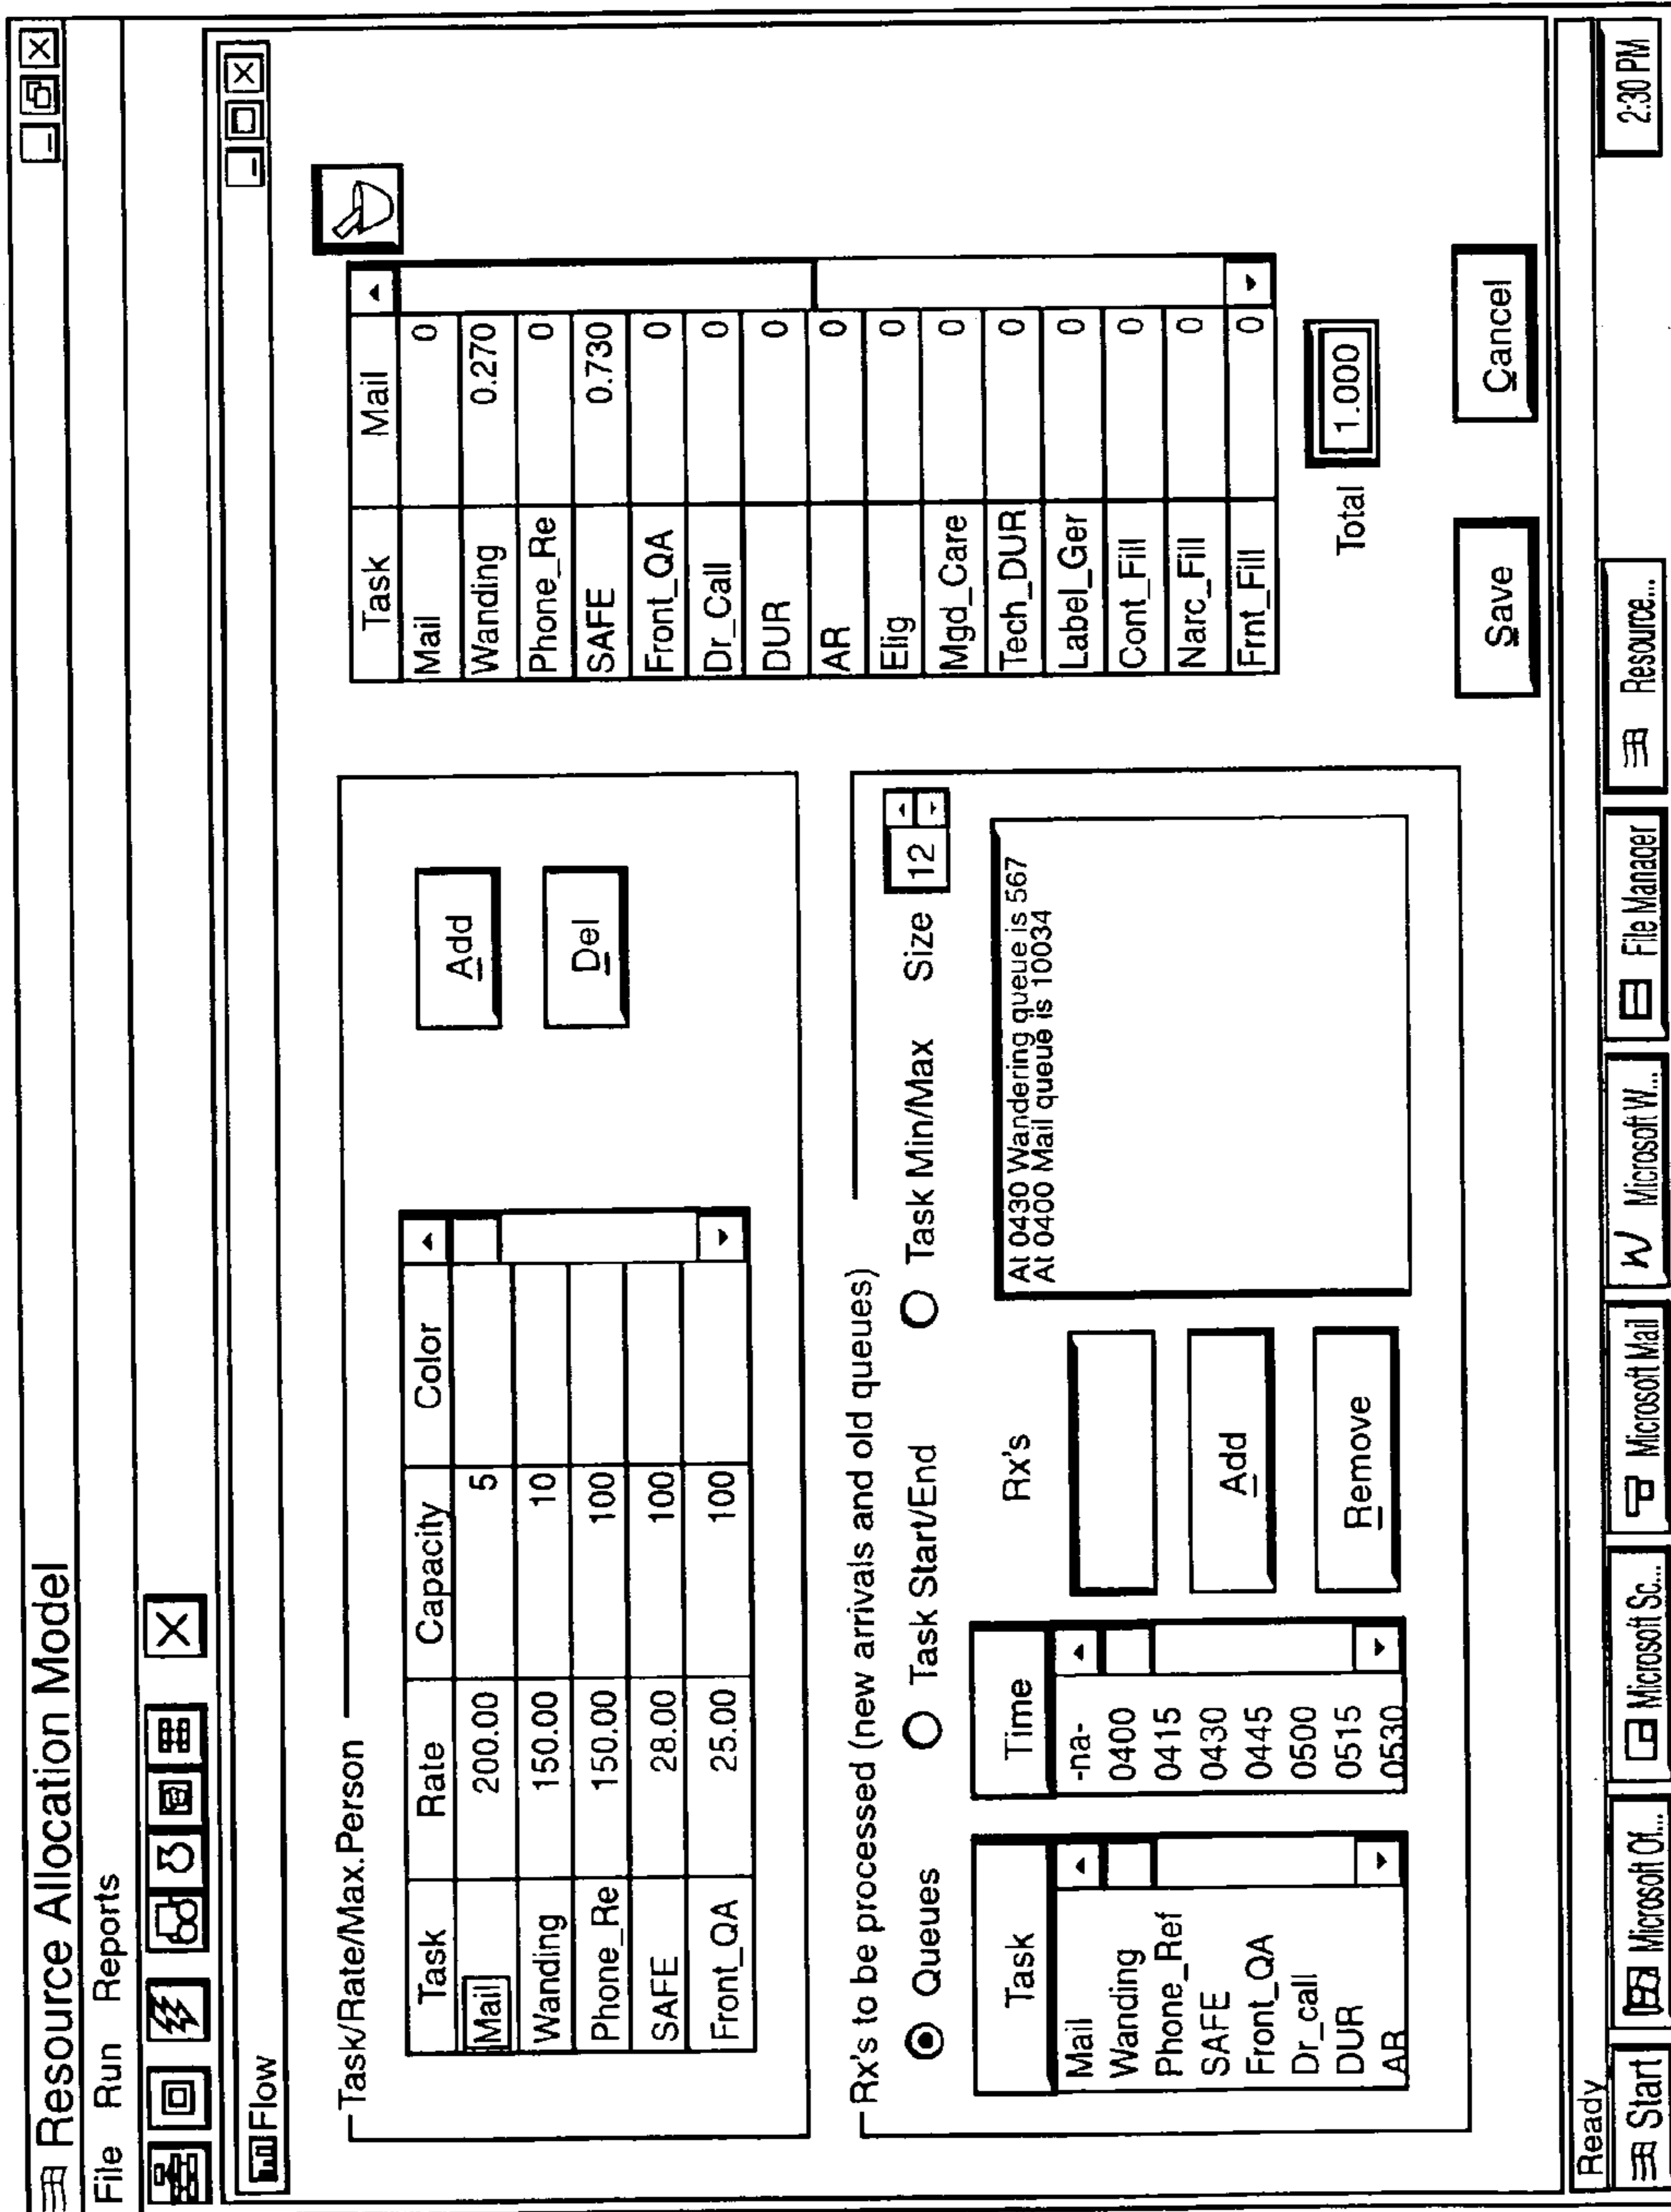 Resource Allocation Model
File Run Reports
Flow
Task/Rate/Max.Person
Task Rate Capacity Color
Mail 200.00 5
Wanding 150.00 10
Phone_Re 150.00 100
SAFE 28.00 100
Front_QA 25.00 100
Add
Del
Task Mail
Mail 0
Wanding 0.270
Phone_Re 0
SAFE 0.730
Front_QA 0
Dr_Call 0
DUR 0
AR 0
Elig 0
Mgd_Care 0
Tech_DUR 0
Label_Ger 0
Cont_Fill 0
Narc_Fill 0
Frnt_Fill 0
Total 1.000
Rx's to be processed (new arrivals and old queues)
Queues Task Start/End Task Min/Max Size 12
Task
Mail
Wanding
Phone_Ref
SAFE
Front_QA
Dr_call
DUR
AR
Time
-na-
0400
0415
0430
0445
0500
0515
0530
Rx's
Add
Remove
At 0430 Wandering queue is 567
At 0400 Mail queue is 10034
Save Cancel
Ready
Start Microsoft Of... Microsoft Sc... Microsoft Mail Microsoft W... File Manager Resource... 2:30 PM